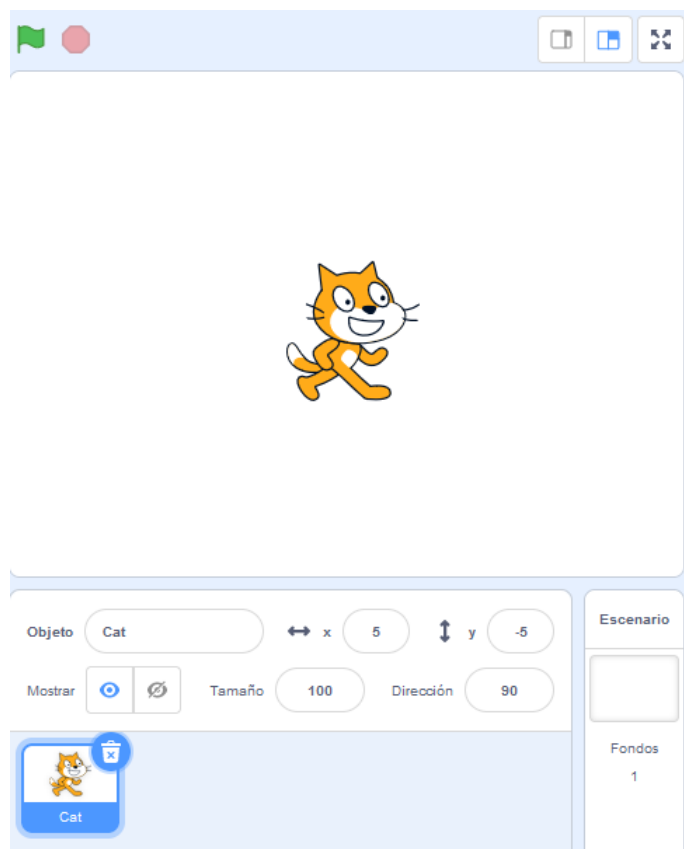 Objeto Cat x 5 y -5
Mostrar Tamaño 100 Dirección 90
Cat
Escenario
Fondos
1